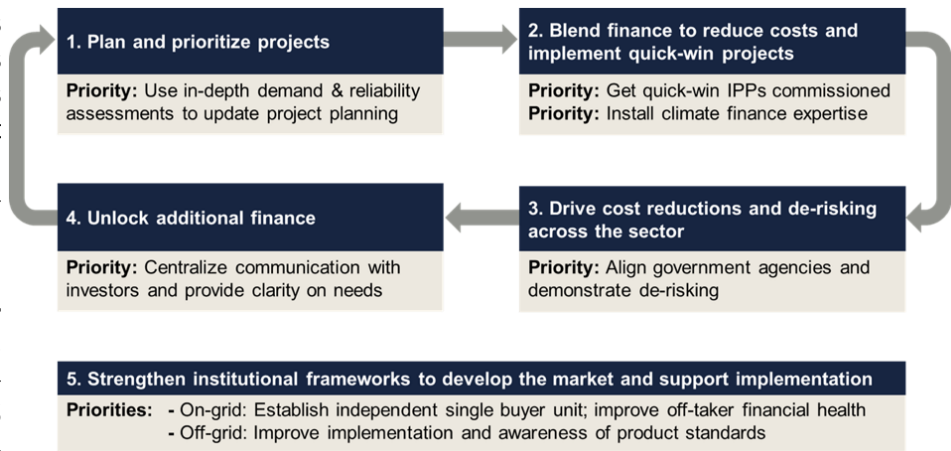 1. Plan and prioritize projects
Priority: Use in-depth demand & reliability
assessments to update project planning
2. Blend finance to reduce costs and
implement quick-win projects
Priority: Get quick-win IPPs commissioned
Priority: Install climate finance expertise
3. Drive cost reductions and de-risking
across the sector
Priority: Align government agencies and
demonstrate de-risking
4. Unlock additional finance
Priority: Centralize communication with
investors and provide clarity on needs
5. Strengthen institutional frameworks to develop the market and support implementation
Priorities: - On-grid: Establish independent single buyer unit; improve off-taker financial health
- Off-grid: Improve implementation and awareness of product standards